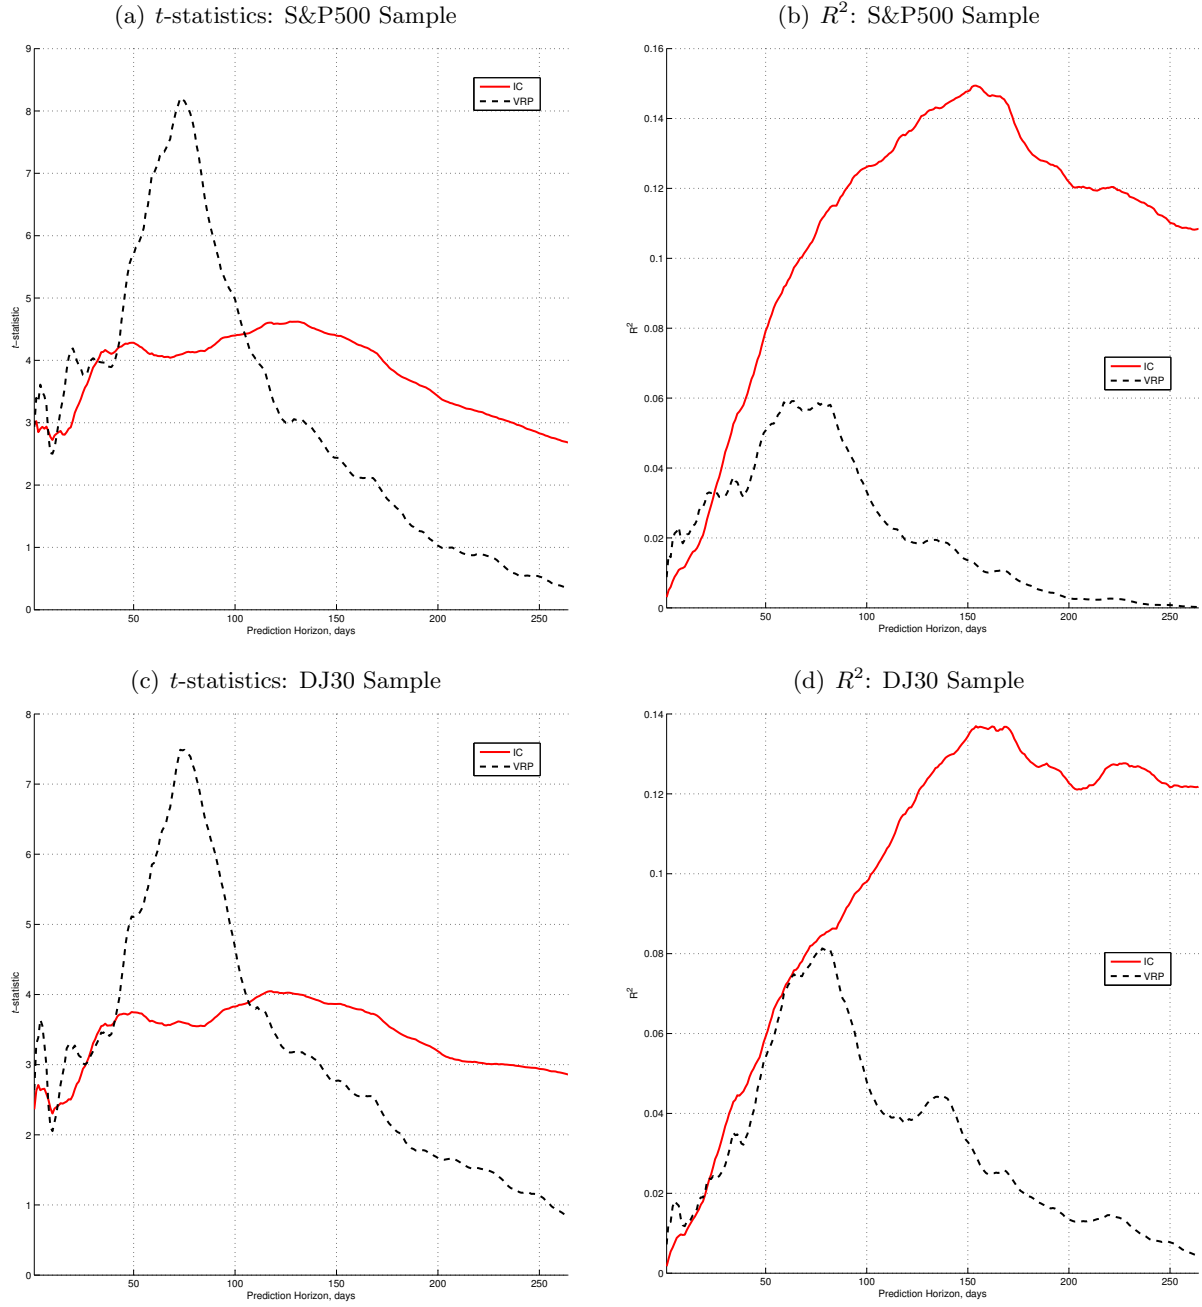 (a) t-statistics: S&P500 Sample
9
8
7
6
5
4
3
2
1
0
50
100
150
200
250
t−statistic
Prediction Horizon, days
IC
VRP
(b) R²: S&P500 Sample
0.16
0.14
0.12
0.1
0.08
0.06
0.04
0.02
0
50
100
150
200
250
R²
Prediction Horizon, days
IC
VRP
(c) t-statistics: DJ30 Sample
8
7
6
5
4
3
2
1
0
50
100
150
200
250
t−statistic
Prediction Horizon, days
IC
VRP
(d) R²: DJ30 Sample
0.14
0.12
0.1
0.08
0.06
0.04
0.02
0
50
100
150
200
250
R²
Prediction Horizon, days
IC
VRP